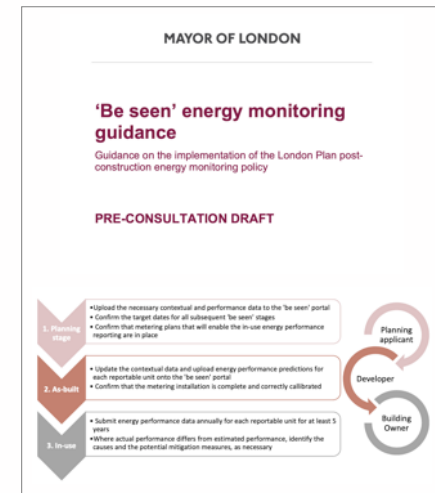 MAYOR OF LONDON
‘Be seen’ energy monitoring
guidance
Guidance on the implementation of the London Plan post-
construction energy monitoring policy
PRE-CONSULTATION DRAFT
1. Planning
stage
•Upload the necessary contextual and performance data to the 'be seen' portal
• Confirm the target dates for all subsequent 'be seen' stages
• Confirm that metering plans that will enable the in-use energy performance
reporting are in place
Planning
applicant
2. As-built
• Update the contextual data and upload energy performance predictions for
each reportable unit onto the 'be seen' portal
• Confirm that the metering installation is complete and correctly callibrated
Developer
3. In-use
• Submit energy performance data annually for each reportable unit for at least 5
years
•Where actual performance differs from estimated performance, identify the
causes and the potential mitigation measures, as necessary
Building
Owner